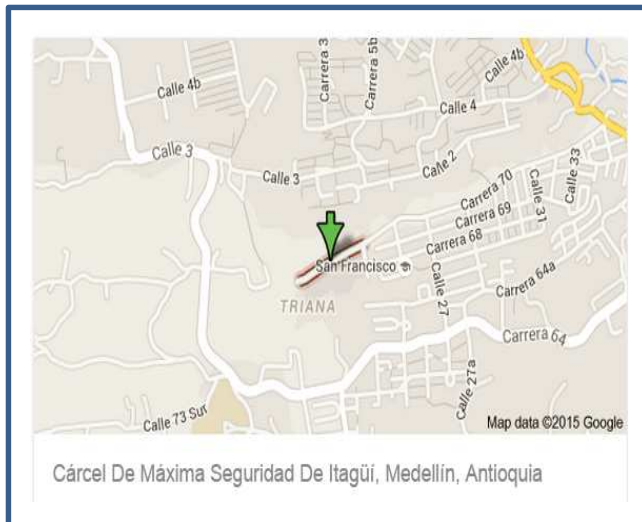 Carrera 3
Carrera 5b
Calle 4b
Calle 4b
Calle 4
Calle 3
Calle 3
Calle 2
Carrera 70
Calle 33
Carrera 69
Calle 31
Carrera 68
San Francisco
Calle 27
Carrera 64a
TRIANA
Carrera 64
Calle 27a
Calle 73 Sur
Map data ©2015 Google
Cárcel De Máxima Seguridad De Itagüí, Medellín, Antioquia